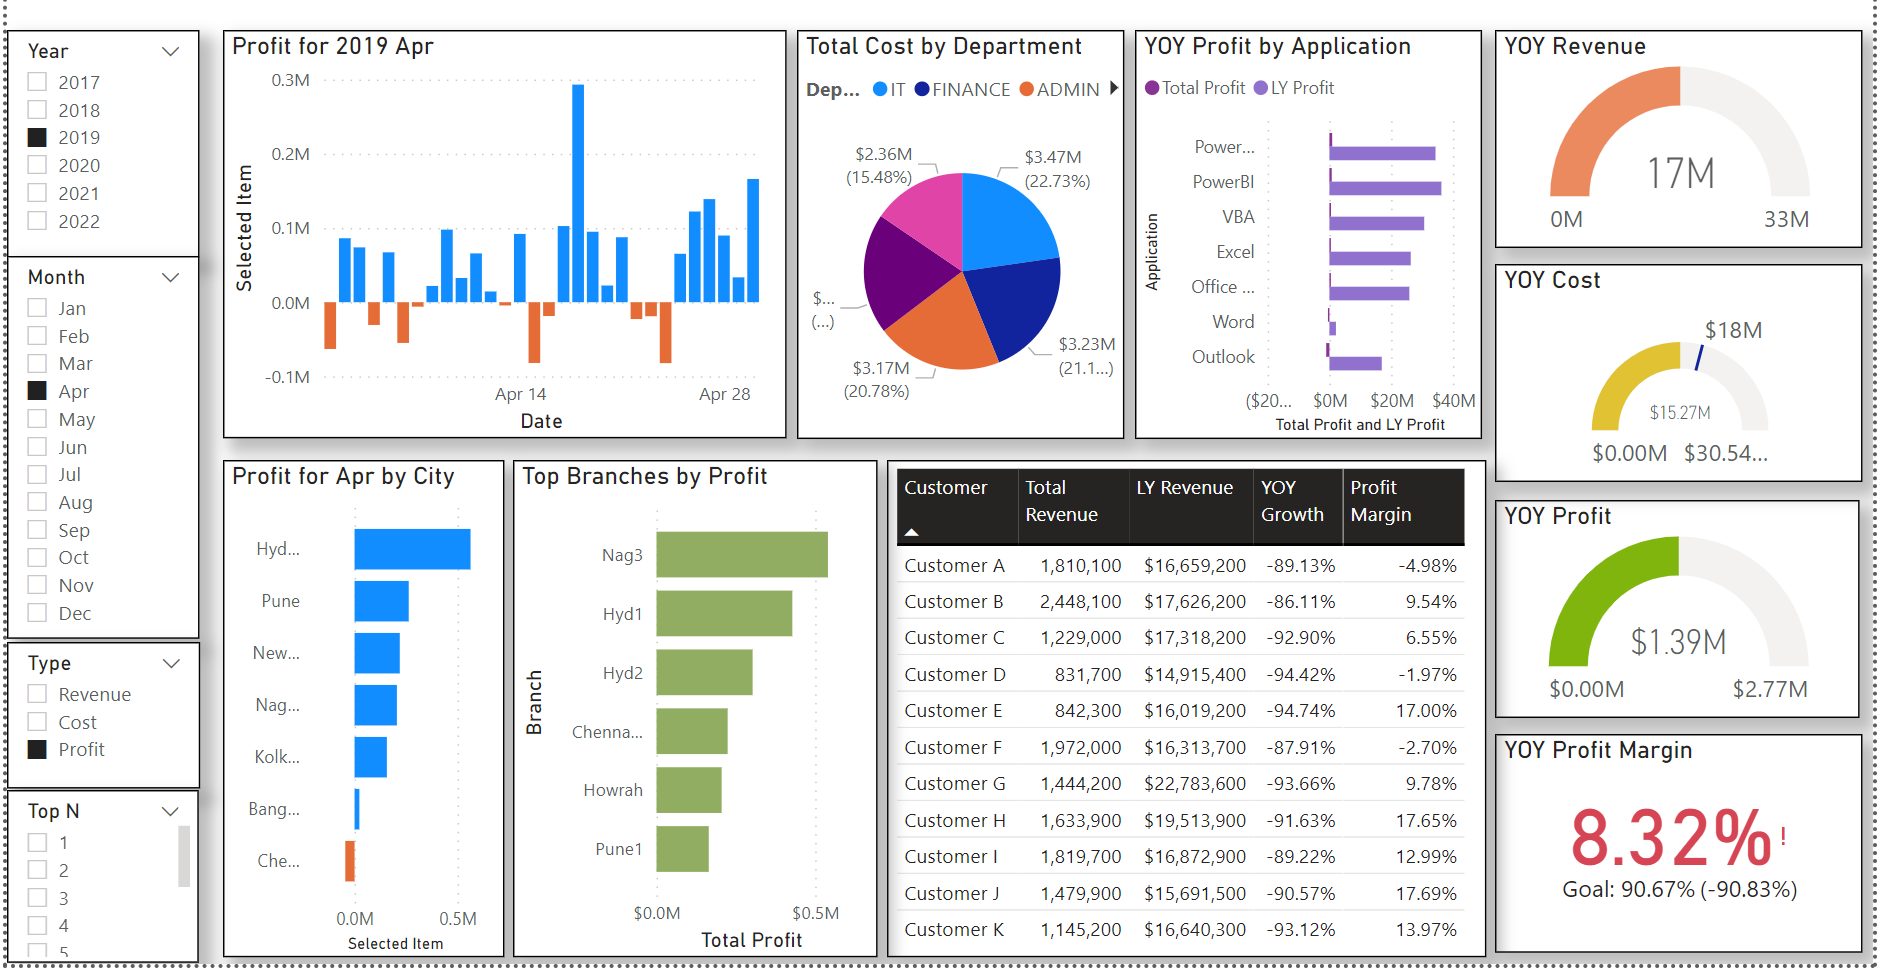 Year
2017
2018
2019
2020
2021
2022
Month
Jan
Feb
Mar
Apr
May
Jun
Jul
Aug
Sep
Oct
Nov
Dec
Type
Revenue
Cost
Profit
Top N
1
2
3
4
5
Profit for 2019 Apr
Selected Item
0.3M
0.2M
0.1M
0.0M
-0.1M
Apr 14
Apr 28
Date
Total Cost by Department
Dep... IT FINANCE ADMIN
$2.36M
(15.48%)
$3.47M
(22.73%)
$...
(...)
$3.23M
(21.1...)
$3.17M
(20.78%)
YOY Profit by Application
Total Profit LY Profit
Application
Power...
PowerBI
VBA
Excel
Office ...
Word
Outlook
($20... $0M $20M $40M
Total Profit and LY Profit
YOY Revenue
17M
0M 33M
YOY Cost
$18M
$15.27M
$0.00M $30.54...
Profit for Apr by City
Hyd...
Pune
New...
Nag...
Kolk...
Bang...
Che...
0.0M 0.5M
Selected Item
Top Branches by Profit
Branch
Nag3
Hyd1
Hyd2
Chenna...
Howrah
Pune1
$0.0M $0.5M
Total Profit
Customer Total Revenue LY Revenue YOY Growth Profit Margin
Customer A 1,810,100 $16,659,200 -89.13% -4.98%
Customer B 2,448,100 $17,626,200 -86.11% 9.54%
Customer C 1,229,000 $17,318,200 -92.90% 6.55%
Customer D 831,700 $14,915,400 -94.42% -1.97%
Customer E 842,300 $16,019,200 -94.74% 17.00%
Customer F 1,972,000 $16,313,700 -87.91% -2.70%
Customer G 1,444,200 $22,783,600 -93.66% 9.78%
Customer H 1,633,900 $19,513,900 -91.63% 17.65%
Customer I 1,819,700 $16,872,900 -89.22% 12.99%
Customer J 1,479,900 $15,691,500 -90.57% 17.69%
Customer K 1,145,200 $16,640,300 -93.12% 13.97%
YOY Profit
$1.39M
$0.00M $2.77M
YOY Profit Margin
8.32%!
Goal: 90.67% (-90.83%)